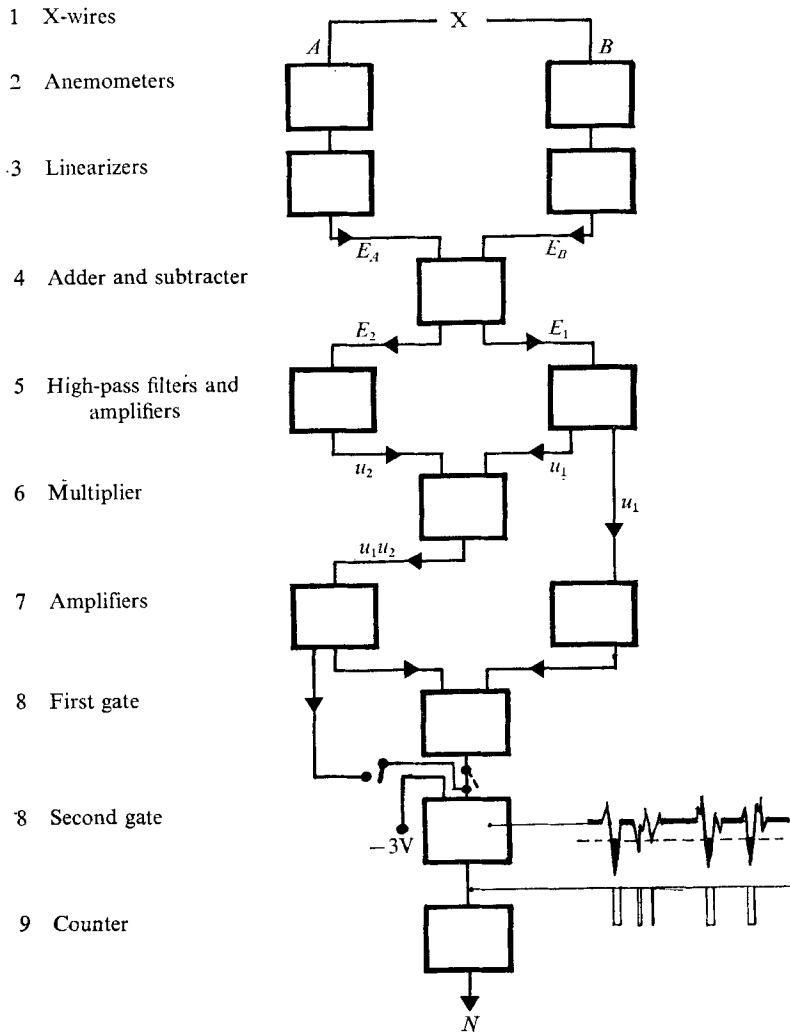 1 X-wires
X
A
B
2 Anemometers
3 Linearizers
E_A
E_B
4 Adder and subtracter
E_2
E_1
5 High-pass filters and
amplifiers
u_2
u_1
6 Multiplier
u_1
u_1u_2
7 Amplifiers
8 First gate
8 Second gate
−3V
9 Counter
N